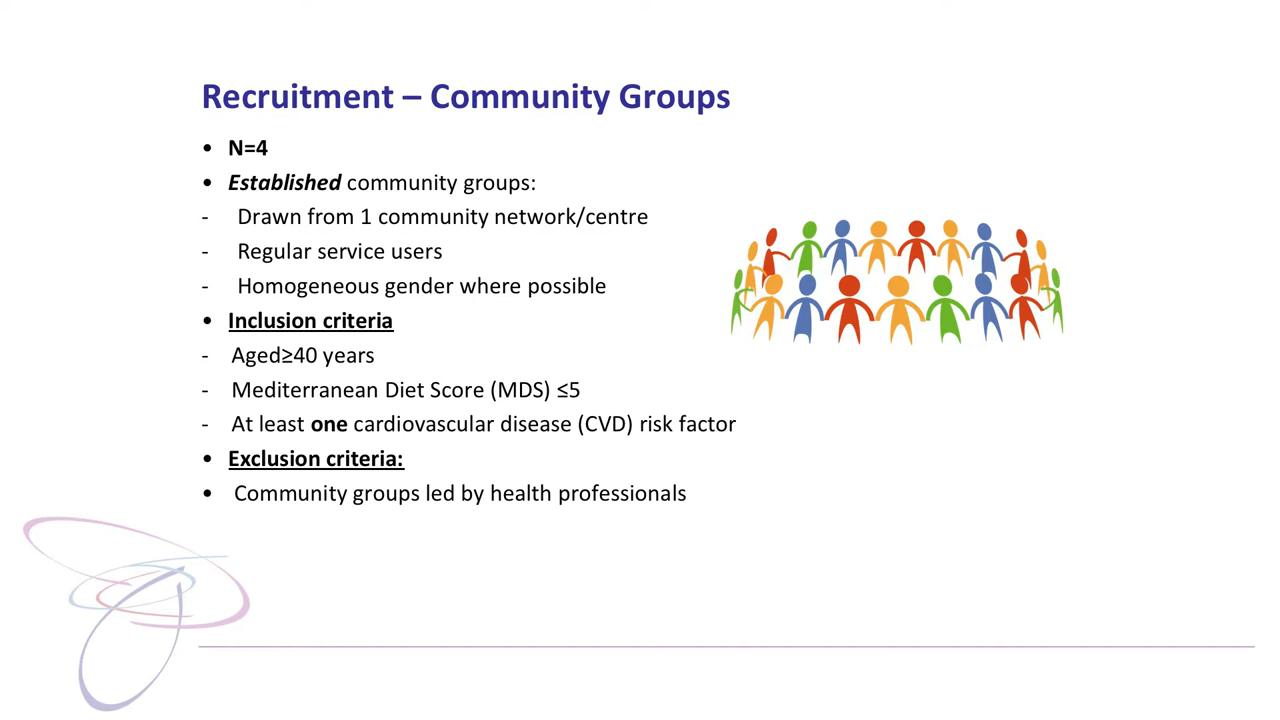 Recruitment – Community Groups
• N=4
• Established community groups:
- Drawn from 1 community network/centre
- Regular service users
- Homogeneous gender where possible
• Inclusion criteria
- Aged≥40 years
- Mediterranean Diet Score (MDS) ≤5
- At least one cardiovascular disease (CVD) risk factor
• Exclusion criteria:
• Community groups led by health professionals